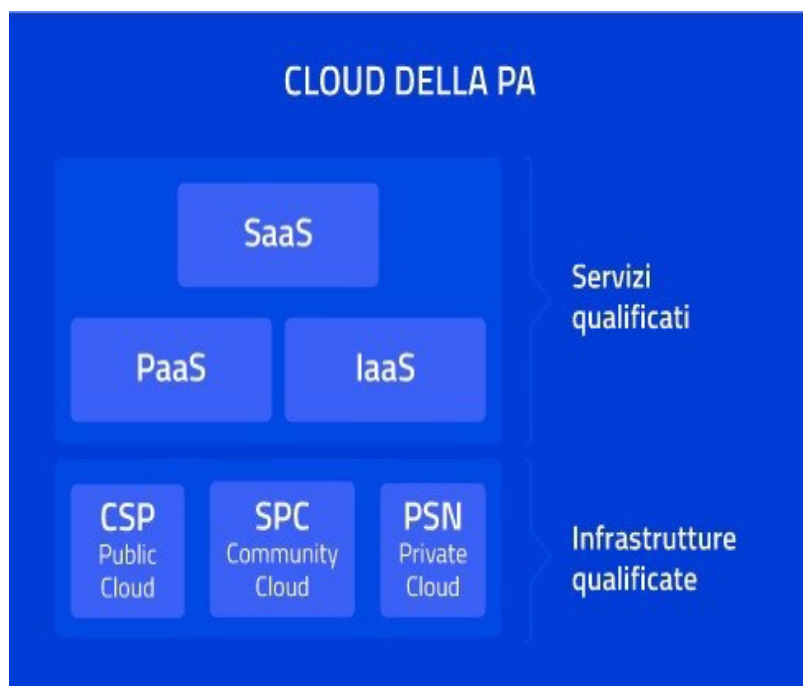 CLOUD DELLA PA
SaaS
PaaS
IaaS
Servizi
qualificati
CSP
Public
Cloud
SPC
Community
Cloud
PSN
Private
Cloud
Infrastrutture
qualificate